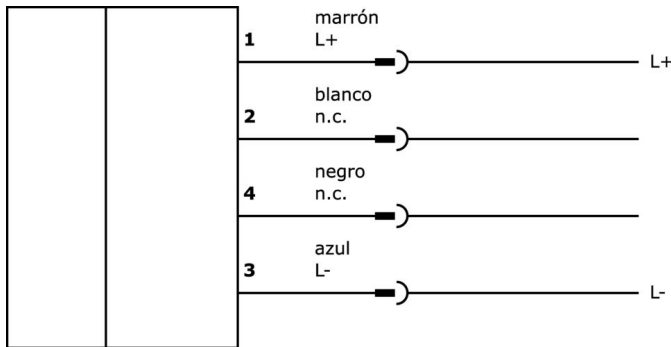 marrón
1
L+
L+
blanco
2
n.c.
negro
4
n.c.
azul
3
L-
L-